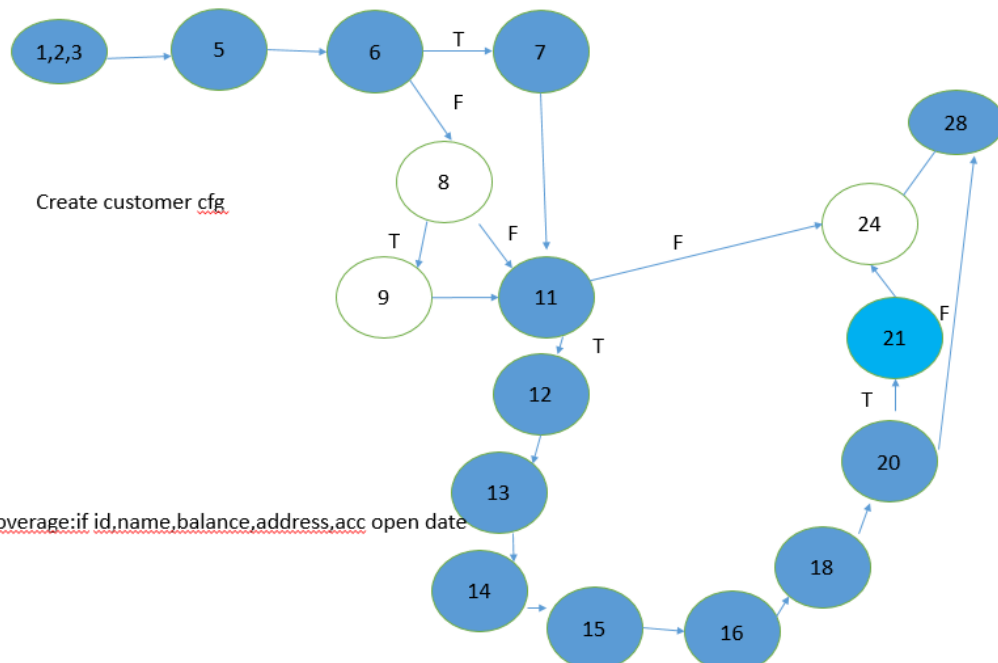 1,2,3
5
6
T
7
F
28
8
Create customer cfg
24
T
F
F
9
11
21
F
T
12
T
20
13
overage:if id,name,balance,address,acc open date
18
14
15
16